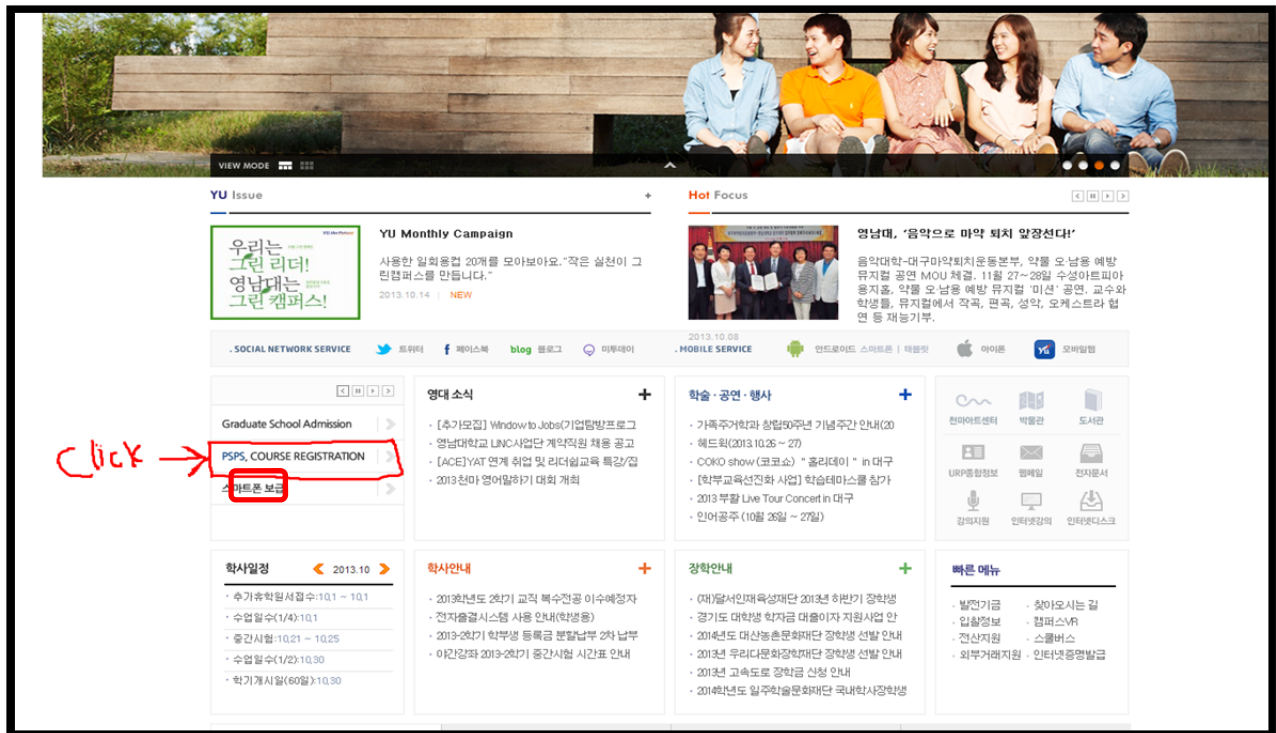 VIEW MODE
YU Issue +
우리는
그린 리더!
영남대는
그린 캠퍼스!
YU Monthly Campaign
사용한 일회용컵 20개를 모아보아요."작은 실천이 그
린캠퍼스를 만듭니다."
2013.10.14 | NEW
Hot Focus
영남대, ‘음악으로 마약 퇴치 앞장선다!’
음악대학-대구마약퇴치운동본부, 약물 오·남용 예방
뮤지컬 공연 MOU 체결. 11월 27~28일 수성아트피아
용지홀, 약물 오·남용 예방 뮤지컬 '미션' 공연. 교수와
학생들, 뮤지컬에서 작곡, 편곡, 성악, 오케스트라 협
연 등 재능기부.
2013.10.08
. SOCIAL NETWORK SERVICE 트위터 페이스북 blog 블로그 미투데이
. MOBILE SERVICE 안드로이드 스마트폰 | 태블릿 아이폰 YU 모바일웹
Graduate School Admission
Click → PSPS, COURSE REGISTRATION
스마트폰 보급
영대 소식 +
· [추가모집] Window to Jobs(기업탐방프로그
· 영남대학교 LINC사업단 계약직원 채용 공고
· [ACE]YAT 연계 취업 및 리더쉽교육 특강/집
· 2013 천마 영어말하기 대회 개최
학술 · 공연 · 행사 +
· 가족주거학과 창립50주년 기념주간 안내(20
· 헤드윅(2013.10.26 ~ 27)
· COKO show (코코쇼) " 홀리데이 " in 대구
· [학부교육선진화 사업] 학습테마스쿨 참가
· 2013 부활 Live Tour Concert in 대구
· 인어공주 (10월 26일 ~ 27일)
천마아트센터 박물관 도서관
URP종합정보 웹메일 전자문서
강의지원 인터넷강의 인터넷디스크
학사일정 2013.10
· 추가휴학원서접수:10.1 ~ 10.1
· 수업일수(1/4):10.1
· 중간시험:10.21 ~ 10.25
· 수업일수(1/2):10.30
· 학기개시일(60일):10.30
학사안내 +
· 2013학년도 2학기 교직 복수전공 이수예정자
· 전자출결시스템 사용 안내(학생용)
· 2013-2학기 학부생 등록금 분할납부 2차 납부
· 야간강좌 2013-2학기 중간시험 시간표 안내
장학안내 +
· (재)달서인재육성재단 2013년 하반기 장학생
· 경기도 대학생 학자금 대출이자 지원사업 안
· 2014년도 대산농촌문화재단 장학생 선발 안내
· 2013년 우리다문화장학재단 장학생 선발 안내
· 2013년 고속도로 장학금 신청 안내
· 2014학년도 일주학술문화재단 국내학사장학생
빠른 메뉴
· 발전기금 · 찾아오시는 길
· 입찰정보 · 캠퍼스VR
· 전산지원 · 스쿨버스
· 외부거래지원 · 인터넷증명발급